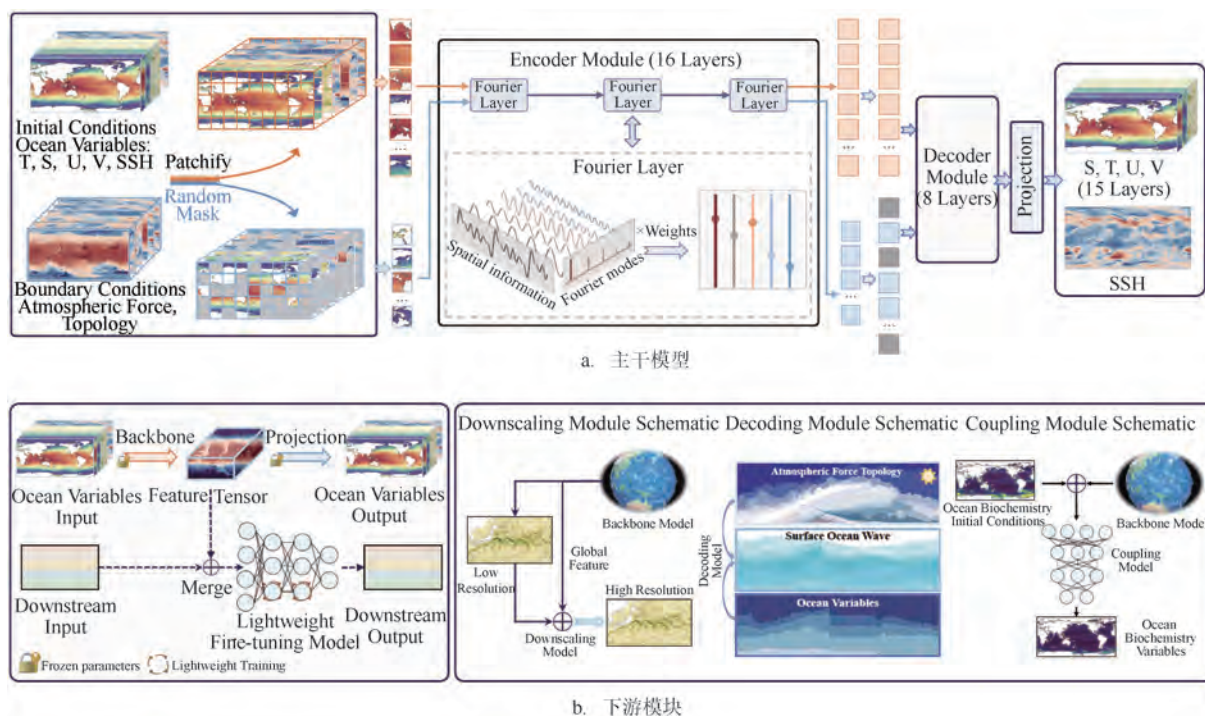 Initial Conditions
Ocean Variables:
T, S, U, V, SSH
Patchify
Random
Mask
Boundary Conditions
Atmospheric Force,
Topology
...
...
Encoder Module (16 Layers)
Fourier
Layer
Fourier
Layer
Fourier
Layer
Fourier Layer
Spatial information
Fourier modes
×Weights
...
...
...
...
Decoder
Module
(8 Layers)
Projection
S, T, U, V
(15 Layers)
SSH
a. 主干模型
Backbone
Projection
Ocean Variables
Input
Feature Tensor
Ocean Variables
Output
Merge
Downstream
Input
Lightweight
Fine-tuning Model
Downstream
Output
Frozen parameters
Lightweight Training
Downscaling Module Schematic
Backbone Model
Low
Resolution
Global
Feature
High Resolution
Downscaling
Model
Decoding Module Schematic
Atmospheric Force Topology
Surface Ocean Wave
Ocean Variables
Decoding Model
Coupling Module Schematic
Ocean Biochemistry
Initial Conditions
Backbone Model
Coupling
Model
Ocean
Biochemistry
Variables
b. 下游模块